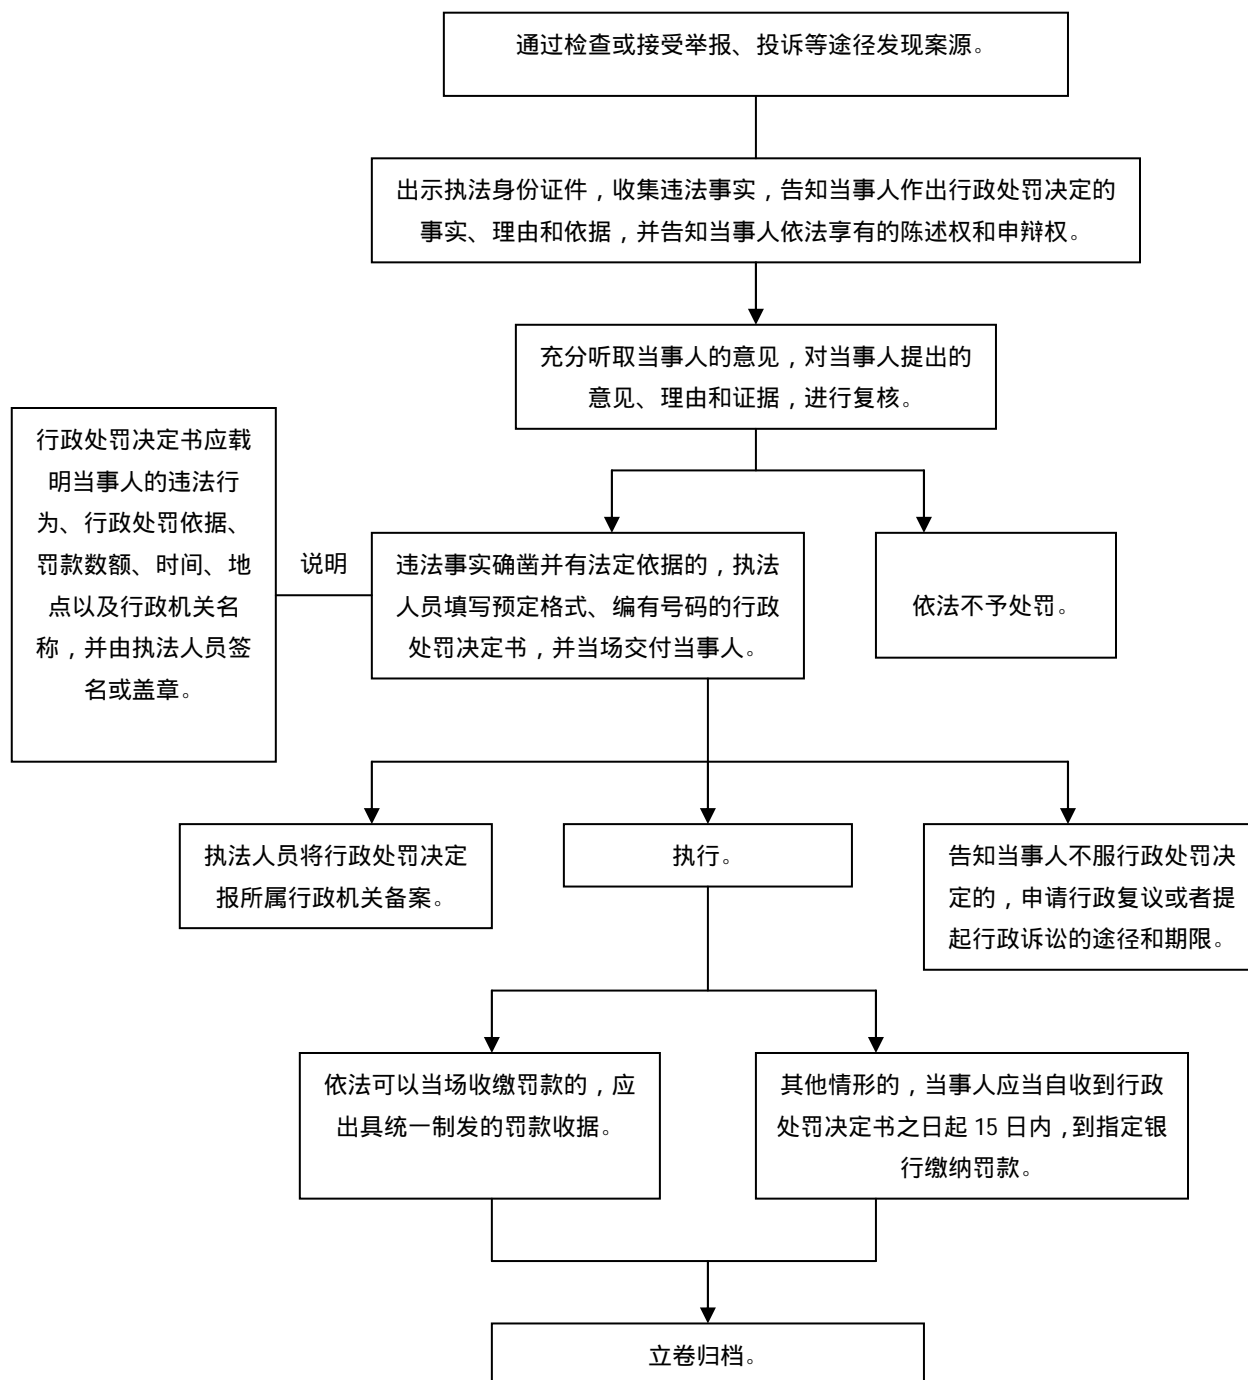 通过检查或接受举报、投诉等途径发现案源。
出示执法身份证件，收集违法事实，告知当事人作出行政处罚决定的
事实、理由和依据，并告知当事人依法享有的陈述权和申辩权。
充分听取当事人的意见，对当事人提出的
意见、理由和证据，进行复核。
行政处罚决定书应载
明当事人的违法行
为、行政处罚依据、
罚款数额、时间、地
点以及行政机关名
称，并由执法人员签
名或盖章。
说明
违法事实确凿并有法定依据的，执法
人员填写预定格式、编有号码的行政
处罚决定书，并当场交付当事人。
依法不予处罚。
执法人员将行政处罚决定
报所属行政机关备案。
执行。
告知当事人不服行政处罚决
定的，申请行政复议或者提
起行政诉讼的途径和期限。
依法可以当场收缴罚款的，应
出具统一制发的罚款收据。
其他情形的，当事人应当自收到行政
处罚决定书之日起 15 日内，到指定银
行缴纳罚款。
立卷归档。